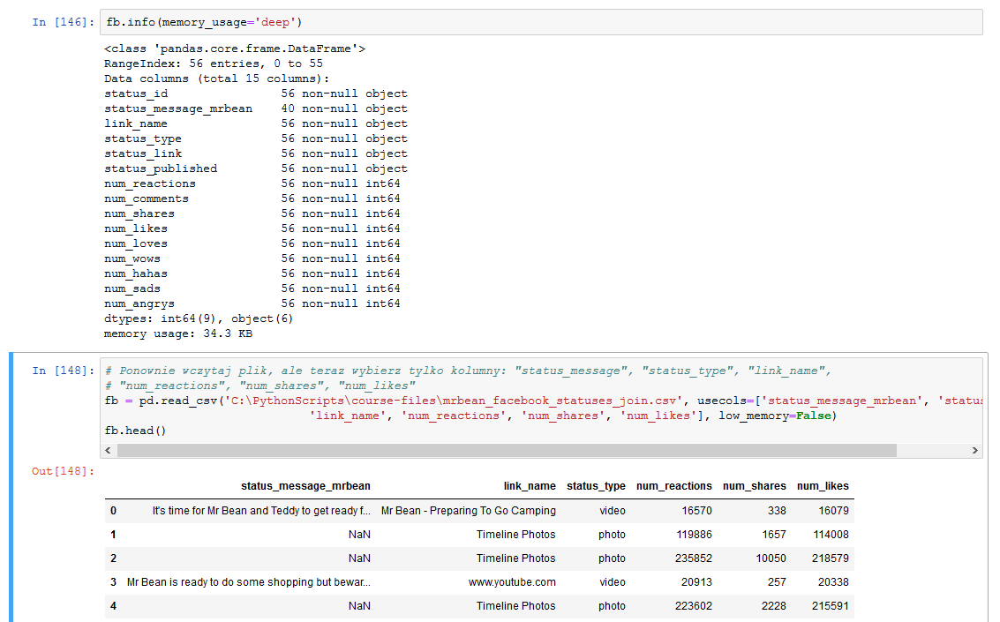 In [146]: fb.info(memory_usage='deep')
<class 'pandas.core.frame.DataFrame'>
RangeIndex: 56 entries, 0 to 55
Data columns (total 15 columns):
status_id                56 non-null object
status_message_mrbean    40 non-null object
link_name                56 non-null object
status_type              56 non-null object
status_link              56 non-null object
status_published         56 non-null object
num_reactions            56 non-null int64
num_comments             56 non-null int64
num_shares               56 non-null int64
num_likes                56 non-null int64
num_loves                56 non-null int64
num_wows                 56 non-null int64
num_hahas                56 non-null int64
num_sads                 56 non-null int64
num_angrys               56 non-null int64
dtypes: int64(9), object(6)
memory usage: 34.3 KB
In [148]: # Ponownie wczytaj plik, ale teraz wybierz tylko kolumny: "status_message", "status_type", "link_name",
# "num_reactions", "num_shares", "num_likes"
fb = pd.read_csv('C:\PythonScripts\course-files\mrbean_facebook_statuses_join.csv', usecols=['status_message_mrbean', 'status
'link_name', 'num_reactions', 'num_shares', 'num_likes'], low_memory=False)
fb.head()
Out[148]:
status_message_mrbean link_name status_type num_reactions num_shares num_likes
0 It's time for Mr Bean and Teddy to get ready f... Mr Bean - Preparing To Go Camping video 16570 338 16079
1 NaN Timeline Photos photo 119886 1657 114008
2 NaN Timeline Photos photo 235852 10050 218579
3 Mr Bean is ready to do some shopping but bewar... www.youtube.com video 20913 257 20338
4 NaN Timeline Photos photo 223602 2228 215591